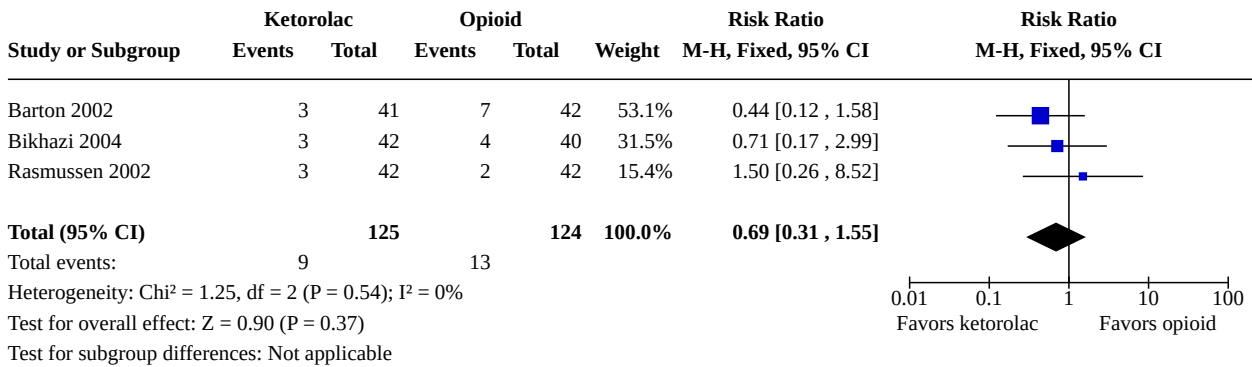 Ketorolac Opioid Risk Ratio Risk Ratio
Study or Subgroup Events Total Events Total Weight M-H, Fixed, 95% CI M-H, Fixed, 95% CI
Barton 2002 3 41 7 42 53.1% 0.44 [0.12 , 1.58]
Bikhazi 2004 3 42 4 40 31.5% 0.71 [0.17 , 2.99]
Rasmussen 2002 3 42 2 42 15.4% 1.50 [0.26 , 8.52]
Total (95% CI) 125 124 100.0% 0.69 [0.31 , 1.55]
Total events: 9 13
Heterogeneity: Chi² = 1.25, df = 2 (P = 0.54); I² = 0%
0.01 0.1 1 10 100
Test for overall effect: Z = 0.90 (P = 0.37) Favors ketorolac Favors opioid
Test for subgroup differences: Not applicable